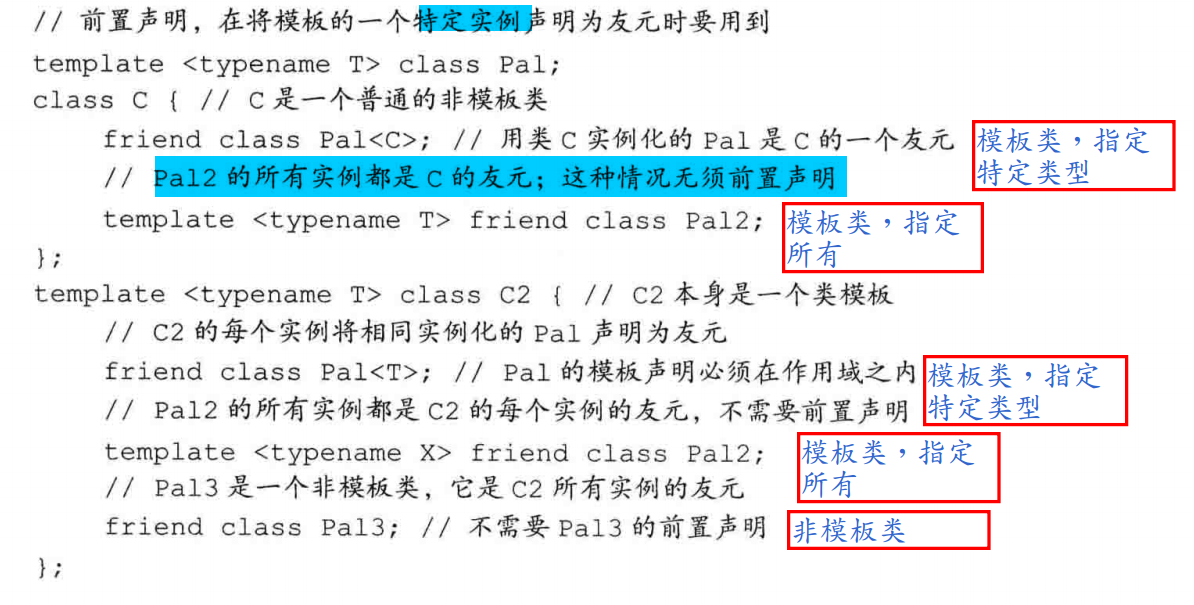 // 前置声明，在将模板的一个特定实例声明为友元时要用到
template <typename T> class Pal;
class C { // C 是一个普通的非模板类
friend class Pal<C>; // 用类 C 实例化的 Pal 是 C 的一个友元
模板类，指定
特定类型
// Pal2 的所有实例都是 C 的友元；这种情况无须前置声明
template <typename T> friend class Pal2;
模板类，指定
所有
};
template <typename T> class C2 { // C2 本身是一个类模板
// C2 的每个实例将相同实例化的 Pal 声明为友元
friend class Pal<T>; // Pal 的模板声明必须在作用域之内
模板类，指定
特定类型
// Pal2 的所有实例都是 C2 的每个实例的友元，不需要前置声明
template <typename X> friend class Pal2;
模板类，指定
所有
// Pal3 是一个非模板类，它是 C2 所有实例的友元
friend class Pal3; // 不需要 Pal3 的前置声明
非模板类
};